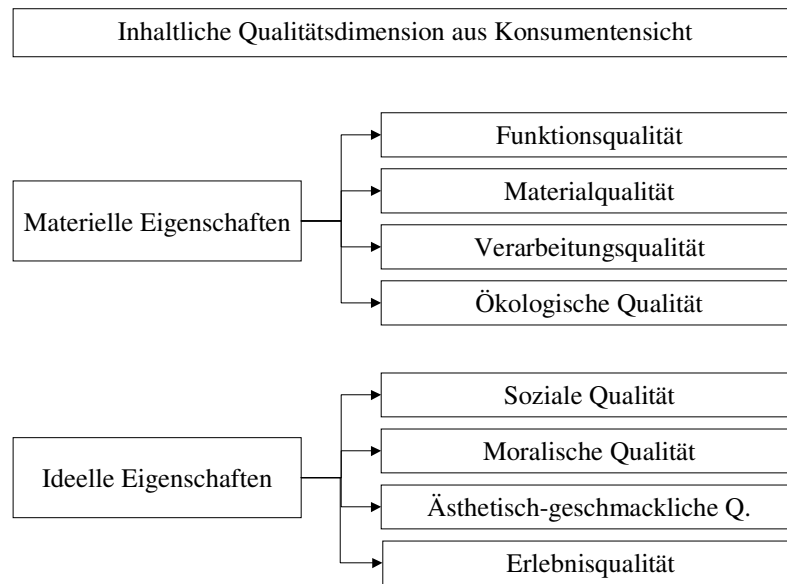 Inhaltliche Qualitätsdimension aus Konsumentensicht
Materielle Eigenschaften
Funktionsqualität
Materialqualität
Verarbeitungsqualität
Ökologische Qualität
Ideelle Eigenschaften
Soziale Qualität
Moralische Qualität
Ästhetisch-geschmackliche Q.
Erlebnisqualität